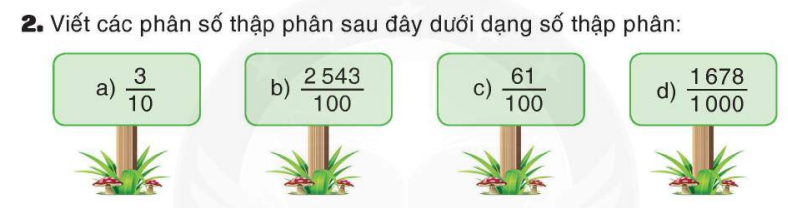 2. Viết các phân số thập phân sau đây dưới dạng số thập phân:
a) 3/10 b) 2 543/100 c) 61/100 d) 1 678/1 000